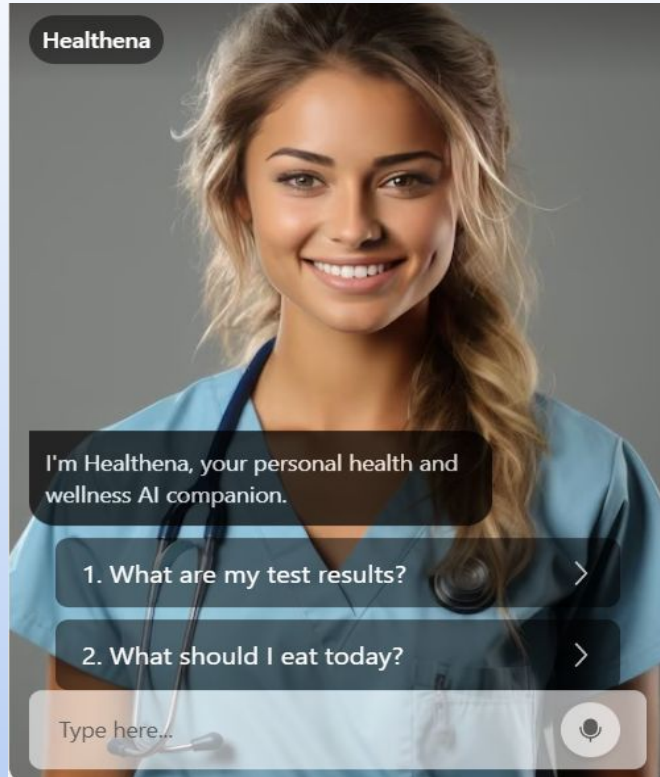 Healthena
I'm Healthena, your personal health and
wellness AI companion.
1. What are my test results?
2. What should I eat today?
Type here...